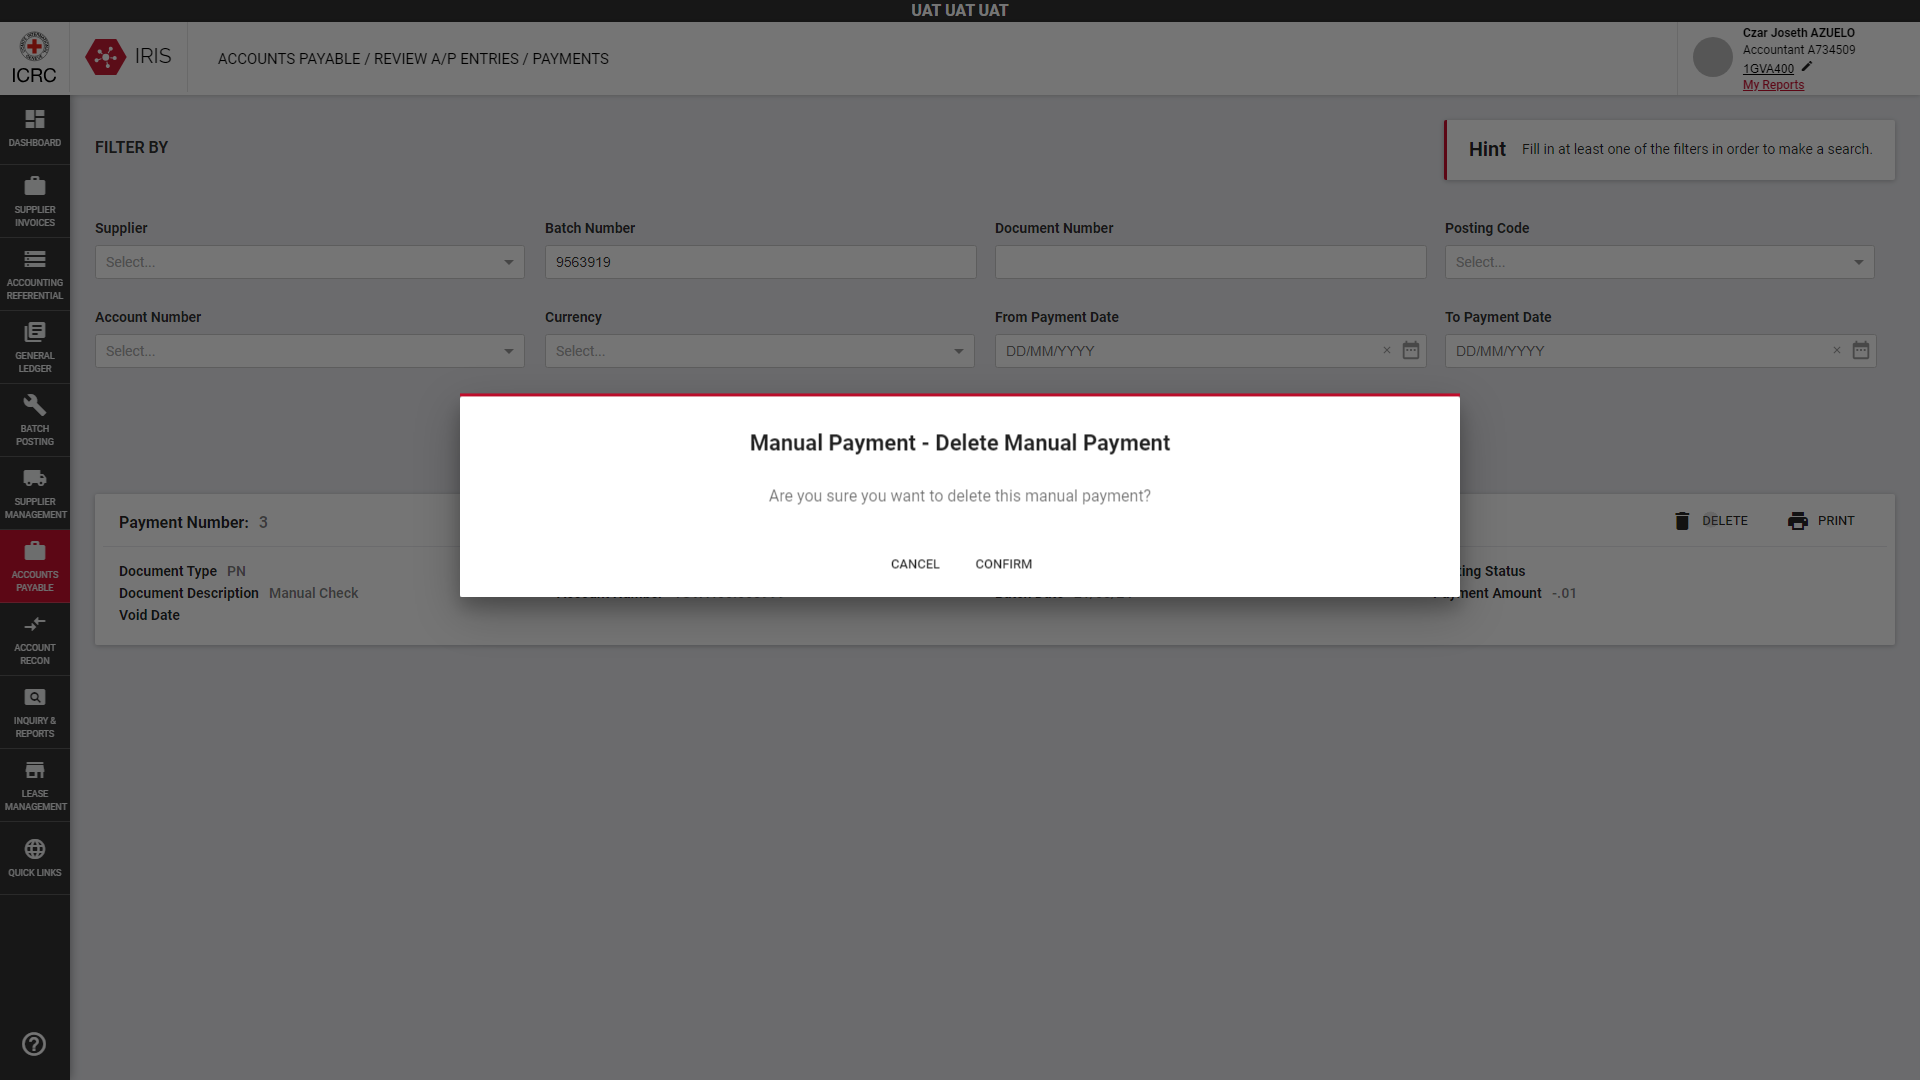 UAT UAT UAT
ICRC
IRIS
ACCOUNTS PAYABLE / REVIEW A/P ENTRIES / PAYMENTS
Czar Joseth AZUELO
Accountant A734509
1GVA400
My Reports
DASHBOARD
SUPPLIER
INVOICES
ACCOUNTING
REFERENTIAL
GENERAL
LEDGER
BATCH
POSTING
SUPPLIER
MANAGEMENT
ACCOUNTS
PAYABLE
ACCOUNT
RECON
INQUIRY &
REPORTS
LEASE
MANAGEMENT
QUICK LINKS
FILTER BY
Hint Fill in at least one of the filters in order to make a search.
Supplier
Select...
Batch Number
9563919
Document Number
Posting Code
Select...
Account Number
Select...
Currency
Select...
From Payment Date
DD/MM/YYYY
To Payment Date
DD/MM/YYYY
Manual Payment - Delete Manual Payment
Are you sure you want to delete this manual payment?
CANCEL CONFIRM
Payment Number: 3
DELETE
PRINT
Document Type PN
Document Description Manual Check
Void Date
ting Status
Payment Amount -.01